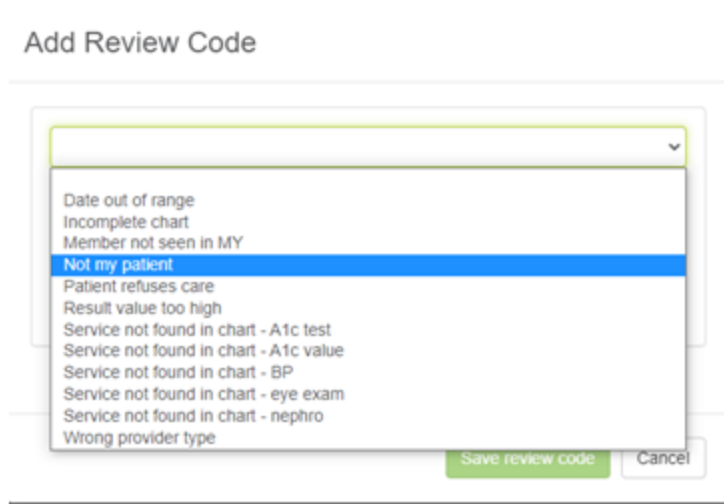 Add Review Code
Date out of range
Incomplete chart
Member not seen in MY
Not my patient
Patient refuses care
Result value too high
Service not found in chart - A1c test
Service not found in chart - A1c value
Service not found in chart - BP
Service not found in chart - eye exam
Service not found in chart - nephro
Wrong provider type
Save review code
Cancel